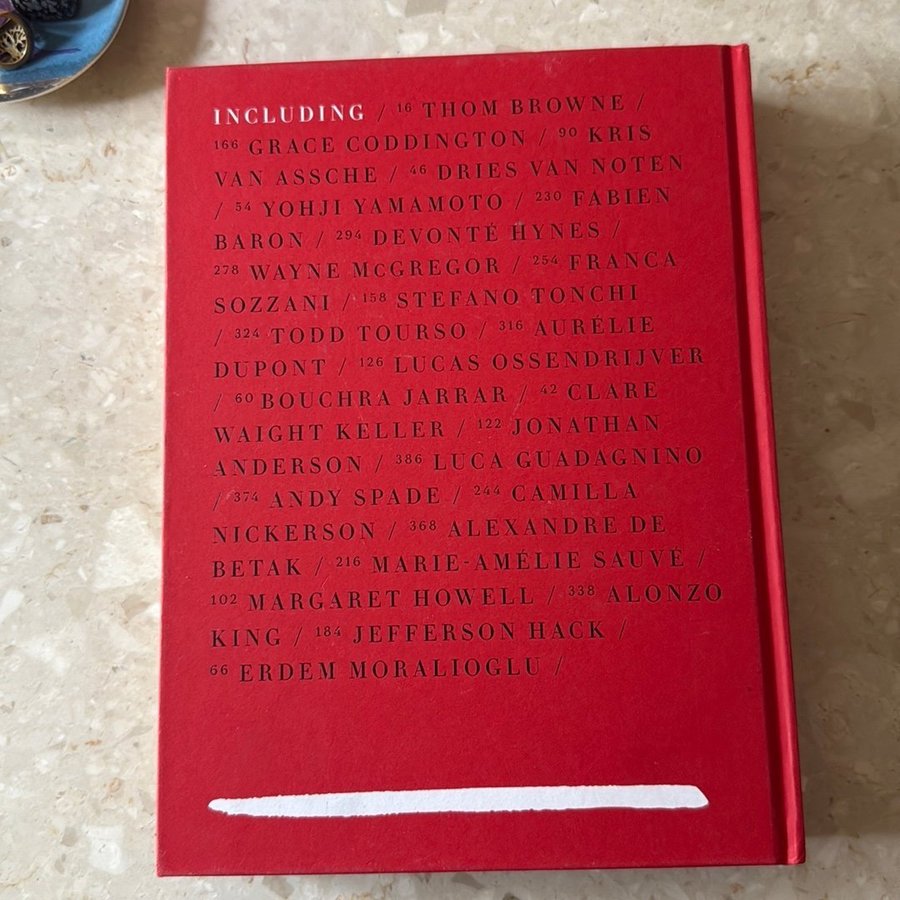 INCLUDING / 16 THOM BROWNE /
166 GRACE CODDINGTON / 90 KRIS
VAN ASSCHE / 46 DRIES VAN NOTEN
/ 54 YOHJI YAMAMOTO / 230 FABIEN
BARON / 294 DEVONTÉ HYNES /
278 WAYNE McGREGOR / 254 FRANCA
SOZZANI / 158 STEFANO TONCHI
/ 324 TODD TOURSO / 316 AURÉLIE
DUPONT / 126 LUCAS OSSENDRIJVER
/ 60 BOUCHRA JARRAR / 42 CLARE
WAIGHT KELLER / 122 JONATHAN
ANDERSON / 386 LUCA GUADAGNINO
/ 374 ANDY SPADE / 244 CAMILLA
NICKERSON / 368 ALEXANDRE DE
BETAK / 216 MARIE-AMÉLIE SAUVÉ /
102 MARGARET HOWELL / 338 ALONZO
KING / 184 JEFFERSON HACK /
66 ERDEM MORALIOGLU /